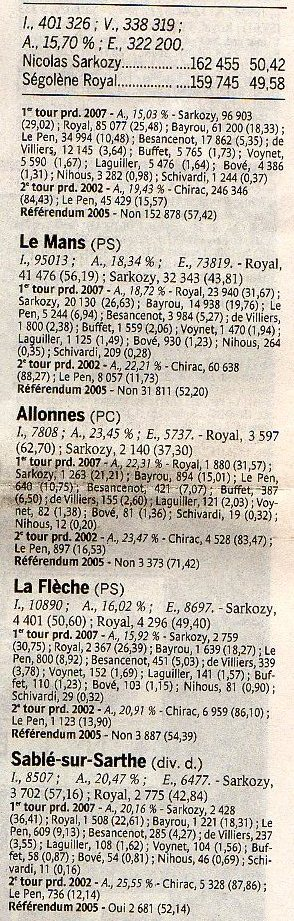 I., 401 326 ; V., 338 319 ;
A., 15,70 % ; E., 322 200.
Nicolas Sarkozy...............162 455 50,42
Ségolène Royal................159 745 49,58
1er tour prd. 2007 - A., 15,03 % - Sarkozy, 96 903
(29,02) ; Royal, 85 077 (25,48) ; Bayrou, 61 200 (18,33) ;
Le Pen, 34 994 (10,48) ; Besancenot, 17 862 (5,35) ; de
Villiers, 12 145 (3,64) ; Buffet, 5 765 (1,73) ; Voynet,
5 590 (1,67) ; Laguiller, 5 476 (1,64) ; Bové, 4 386
(1,31) ; Nihous, 3 282 (0,98) ; Schivardi, 1 244 (0,37)
2e tour prd. 2002 - A., 19,43 % - Chirac, 246 346
(84,43) ; Le Pen, 45 429 (15,57)
Référendum 2005 - Non 152 878 (57,42)
Le Mans (PS)
I., 95013 ; A., 18,34 % ; E., 73819. - Royal,
41 476 (56,19) ; Sarkozy, 32 343 (43,81)
1er tour prd. 2007 - A., 18,72 % - Royal, 23 940 (31,67) ;
Sarkozy, 20 130 (26,63) ; Bayrou, 14 938 (19,76) ; Le
Pen, 5 244 (6,94) ; Besancenot, 3 984 (5,27) ; de Villiers,
1 800 (2,38) ; Buffet, 1 559 (2,06) ; Voynet, 1 470 (1,94) ;
Laguiller, 1 125 (1,49) ; Bové, 930 (1,23) ; Nihous, 264
(0,35) ; Schivardi, 209 (0,28)
2e tour prd. 2002 - A., 22,21 % - Chirac, 60 638
(88,27) ; Le Pen, 8 057 (11,73)
Référendum 2005 - Non 31 811 (52,20)
Allonnes (PC)
I., 7808 ; A., 23,45 % ; E., 5737. - Royal, 3 597
(62,70) ; Sarkozy, 2 140 (37,30)
1er tour prd. 2007 - A., 22,31 % - Royal, 1 880 (31,57) ;
Sarkozy, 1 263 (21,21) ; Bayrou, 894 (15,01) ; Le Pen,
640 (10,75) ; Besancenot, 421 (7,07) ; Buffet, 387
(6,50) ; de Villiers, 155 (2,60) ; Laguiller, 121 (2,03) ; Voy-
net, 82 (1,38) ; Bové, 81 (1,36) ; Schivardi, 19 (0,32) ;
Nihous, 12 (0,20)
2e tour prd. 2002 - A., 23,47 % - Chirac, 4 528 (83,47) ;
Le Pen, 897 (16,53)
Référendum 2005 - Non 3 373 (71,42)
La Flèche (PS)
I., 10890 ; A., 16,02 % ; E., 8697. - Sarkozy,
4 401 (50,60) ; Royal, 4 296 (49,40)
1er tour prd. 2007 - A., 15,92 % - Sarkozy, 2 759
(30,75) ; Royal, 2 367 (26,39) ; Bayrou, 1 639 (18,27) ; Le
Pen, 800 (8,92) ; Besancenot, 451 (5,03) ; de Villiers, 339
(3,78) ; Voynet, 152 (1,69) ; Laguiller, 141 (1,57) ; Buf-
fet, 110 (1,23) ; Bové, 103 (1,15) ; Nihous, 81 (0,90) ;
Schivardi, 29 (0,32)
2e tour prd. 2002 - A., 20,91 % - Chirac, 6 959 (86,10) ;
Le Pen, 1 123 (13,90)
Référendum 2005 - Non 3 887 (54,39)
Sablé-sur-Sarthe (div. d.)
I., 8507 ; A., 20,47 % ; E., 6477. - Sarkozy,
3 702 (57,16) ; Royal, 2 775 (42,84)
1er tour prd. 2007 - A., 20,16 % - Sarkozy, 2 428
(36,41) ; Royal, 1 508 (22,61) ; Bayrou, 1 221 (18,31) ; Le
Pen, 609 (9,13) ; Besancenot, 285 (4,27) ; de Villiers, 237
(3,55) ; Laguiller, 108 (1,62) ; Voynet, 104 (1,56) ; Buf-
fet, 58 (0,87) ; Bové, 54 (0,81) ; Nihous, 46 (0,69) ; Schi-
vardi, 11 (0,16)
2e tour prd. 2002 - A., 25,55 % - Chirac, 5 328 (87,86) ;
Le Pen, 736 (12,14)
Référendum 2005 - Oui 2 681 (52,14)